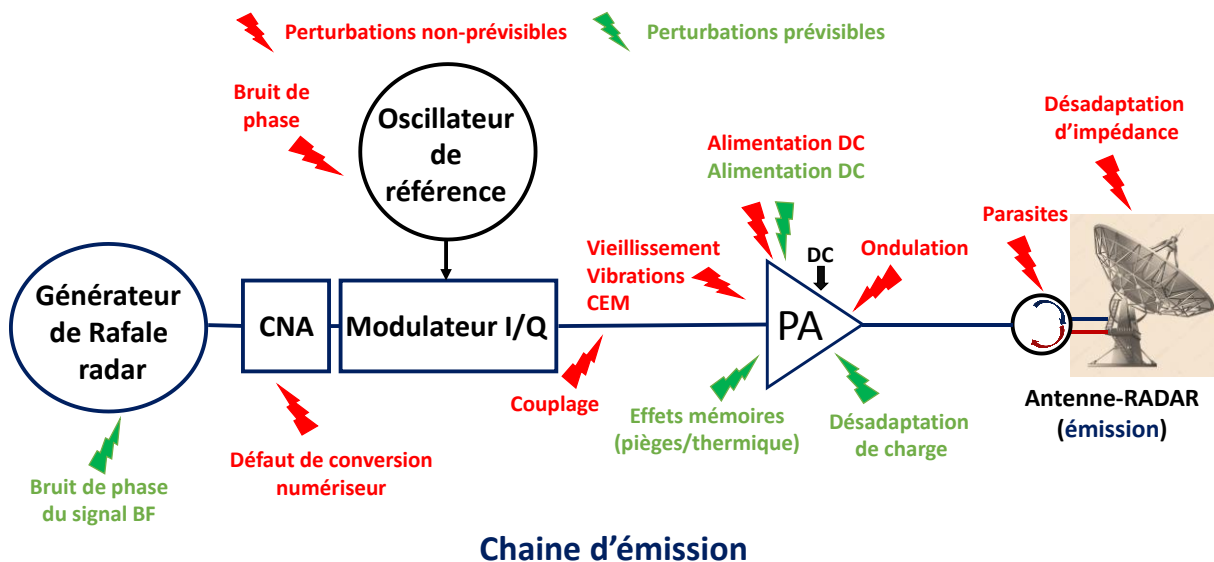 Perturbations non-prévisibles
Perturbations prévisibles
Bruit de
phase
Oscillateur
de
référence
Désadaptation
d’impédance
Alimentation DC
Alimentation DC
Parasites
Vieillissement
Vibrations
CEM
DC
Ondulation
Générateur
de Rafale
radar
CNA
Modulateur I/Q
PA
Couplage
Effets mémoires
(pièges/thermique)
Désadaptation
de charge
Antenne-RADAR
(émission)
Défaut de conversion
numériseur
Bruit de phase
du signal BF
Chaine d’émission